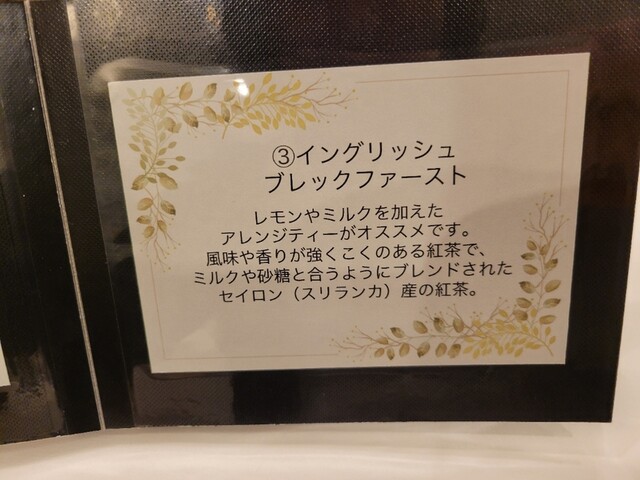 ③イングリッシュ
ブレックファースト
レモンやミルクを加えた
アレンジティーがオススメです。
風味や香りが強くこくのある紅茶で、
ミルクや砂糖と合うようにブレンドされた
セイロン（スリランカ）産の紅茶。